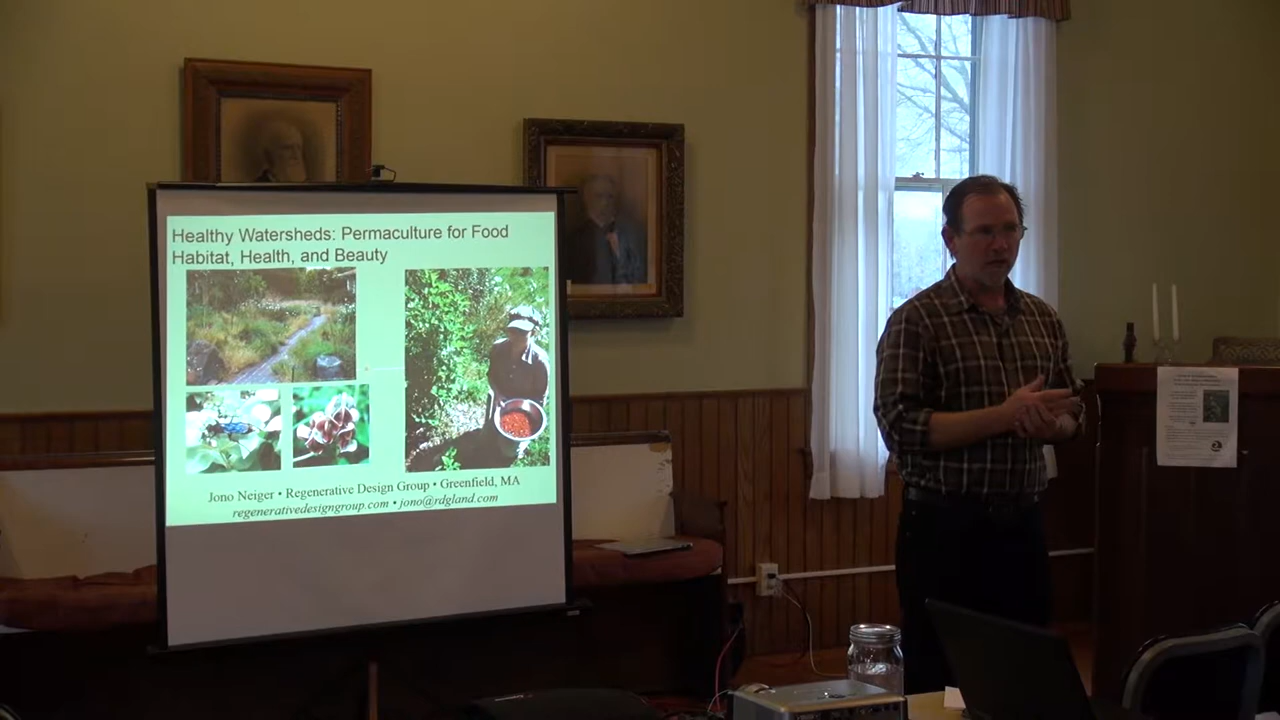 Healthy Watersheds: Permaculture for Food
Habitat, Health, and Beauty
Jono Neiger • Regenerative Design Group • Greenfield, MA
regenerativedesigngroup.com • jono@rdgland.com